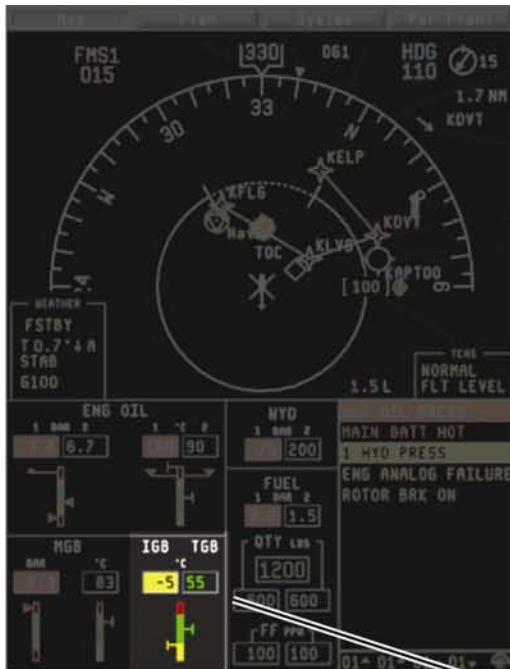 FMS1
015
330
DG1
HDG
110
15
1.7 NM
KDVT
33
30
N
W
KELP
KFLG
KDVT
TOC
KLVS
KAPTOO
[100]
WEATHER
FSTBY
STAB
G100
TCAS
NORMAL
FLT LEVEL
1.5 L
ENG OIL
1 BAR 2
6.7
1 °C 2
90
HYD
1 BAR 2
200
MAIN BATT HOT
1 HYD PRESS
ENG ANALOG FAILURE
ROTOR BRK ON
FUEL
1 BAR 2
1.5
QTY LBS
1200
600 600
FF PPH
100 100
MGB
BAR °C
83
IGB TGB
°C
-5 55